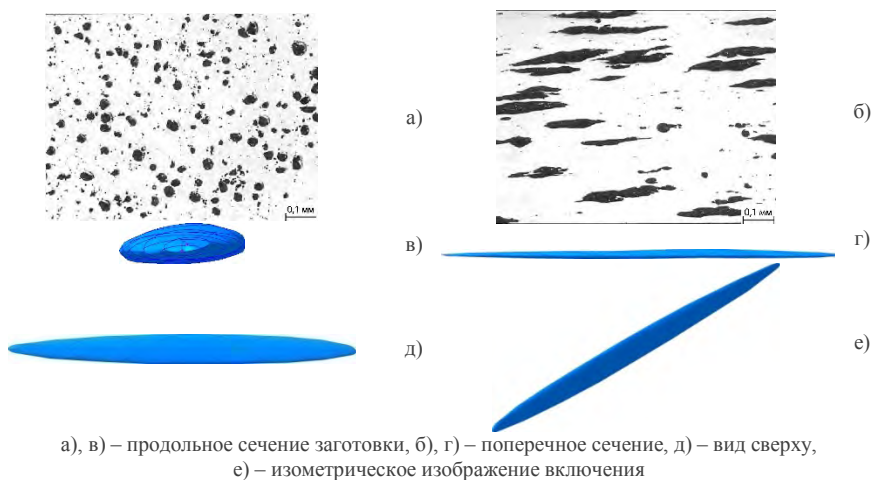 а)
б)
0,1 мм
0,1 мм
в)
г)
д)
е)
а), в) – продольное сечение заготовки, б), г) – поперечное сечение, д) – вид сверху,
е) – изометрическое изображение включения